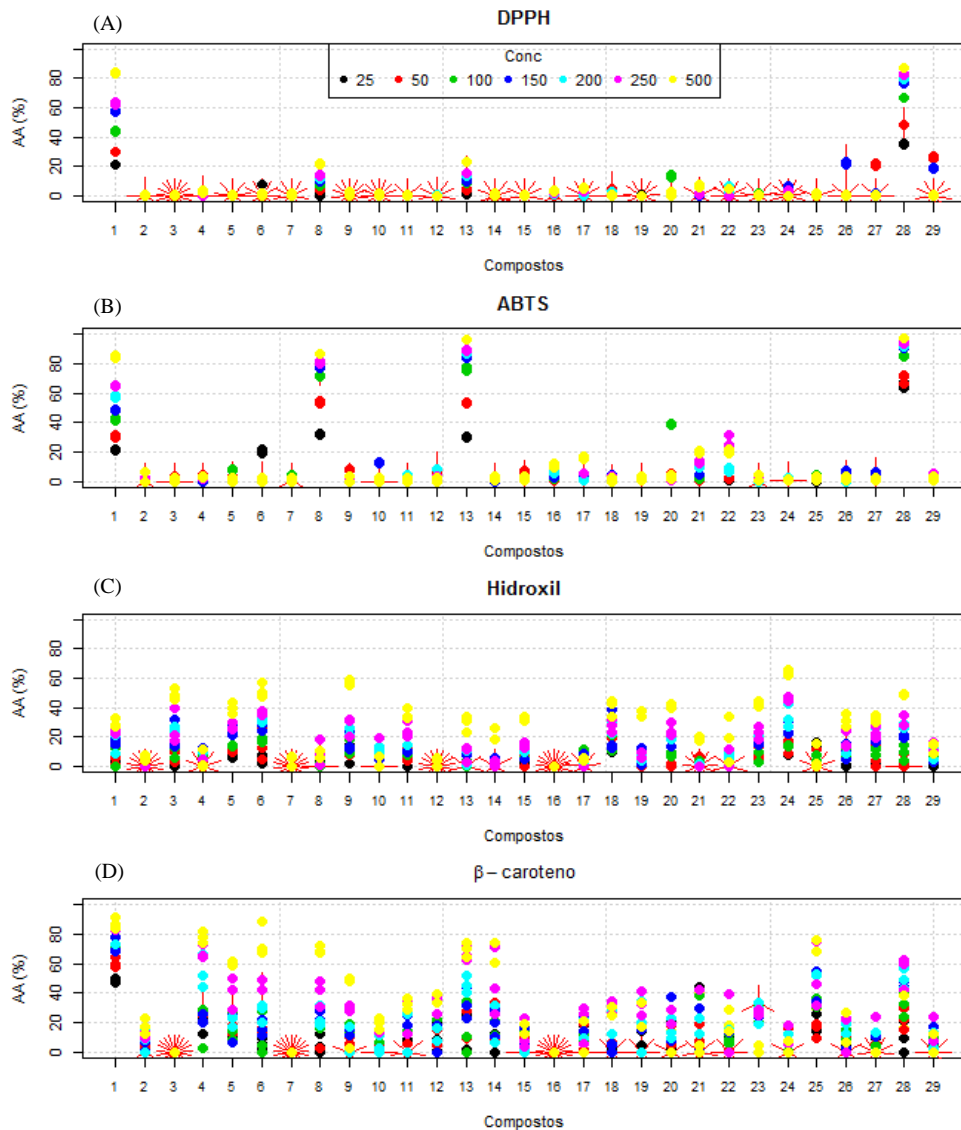 (A)
DPPH
Conc
25 50 100 150 200 250 500
AA (%)
80
60
40
20
0
1 2 3 4 5 6 7 8 9 10 11 12 13 14 15 16 17 18 19 20 21 22 23 24 26 27 28 29
Compostos
(B)
ABTS
AA (%)
80
60
40
20
0
1 2 3 4 5 6 7 8 9 10 11 12 13 14 15 16 17 18 19 20 21 22 23 24 25 26 27 28 29
Compostos
(C)
Hidroxil
AA (%)
80
60
40
20
0
1 2 3 4 5 6 7 8 9 10 11 12 13 14 15 16 17 18 19 20 21 22 23 24 25 26 27 28 29
Compostos
(D)
β − caroteno
AA (%)
80
60
40
20
0
1 2 3 4 5 6 7 8 9 10 11 12 13 14 15 16 17 18 19 20 21 22 23 24 25 26 27 28 29
Compostos